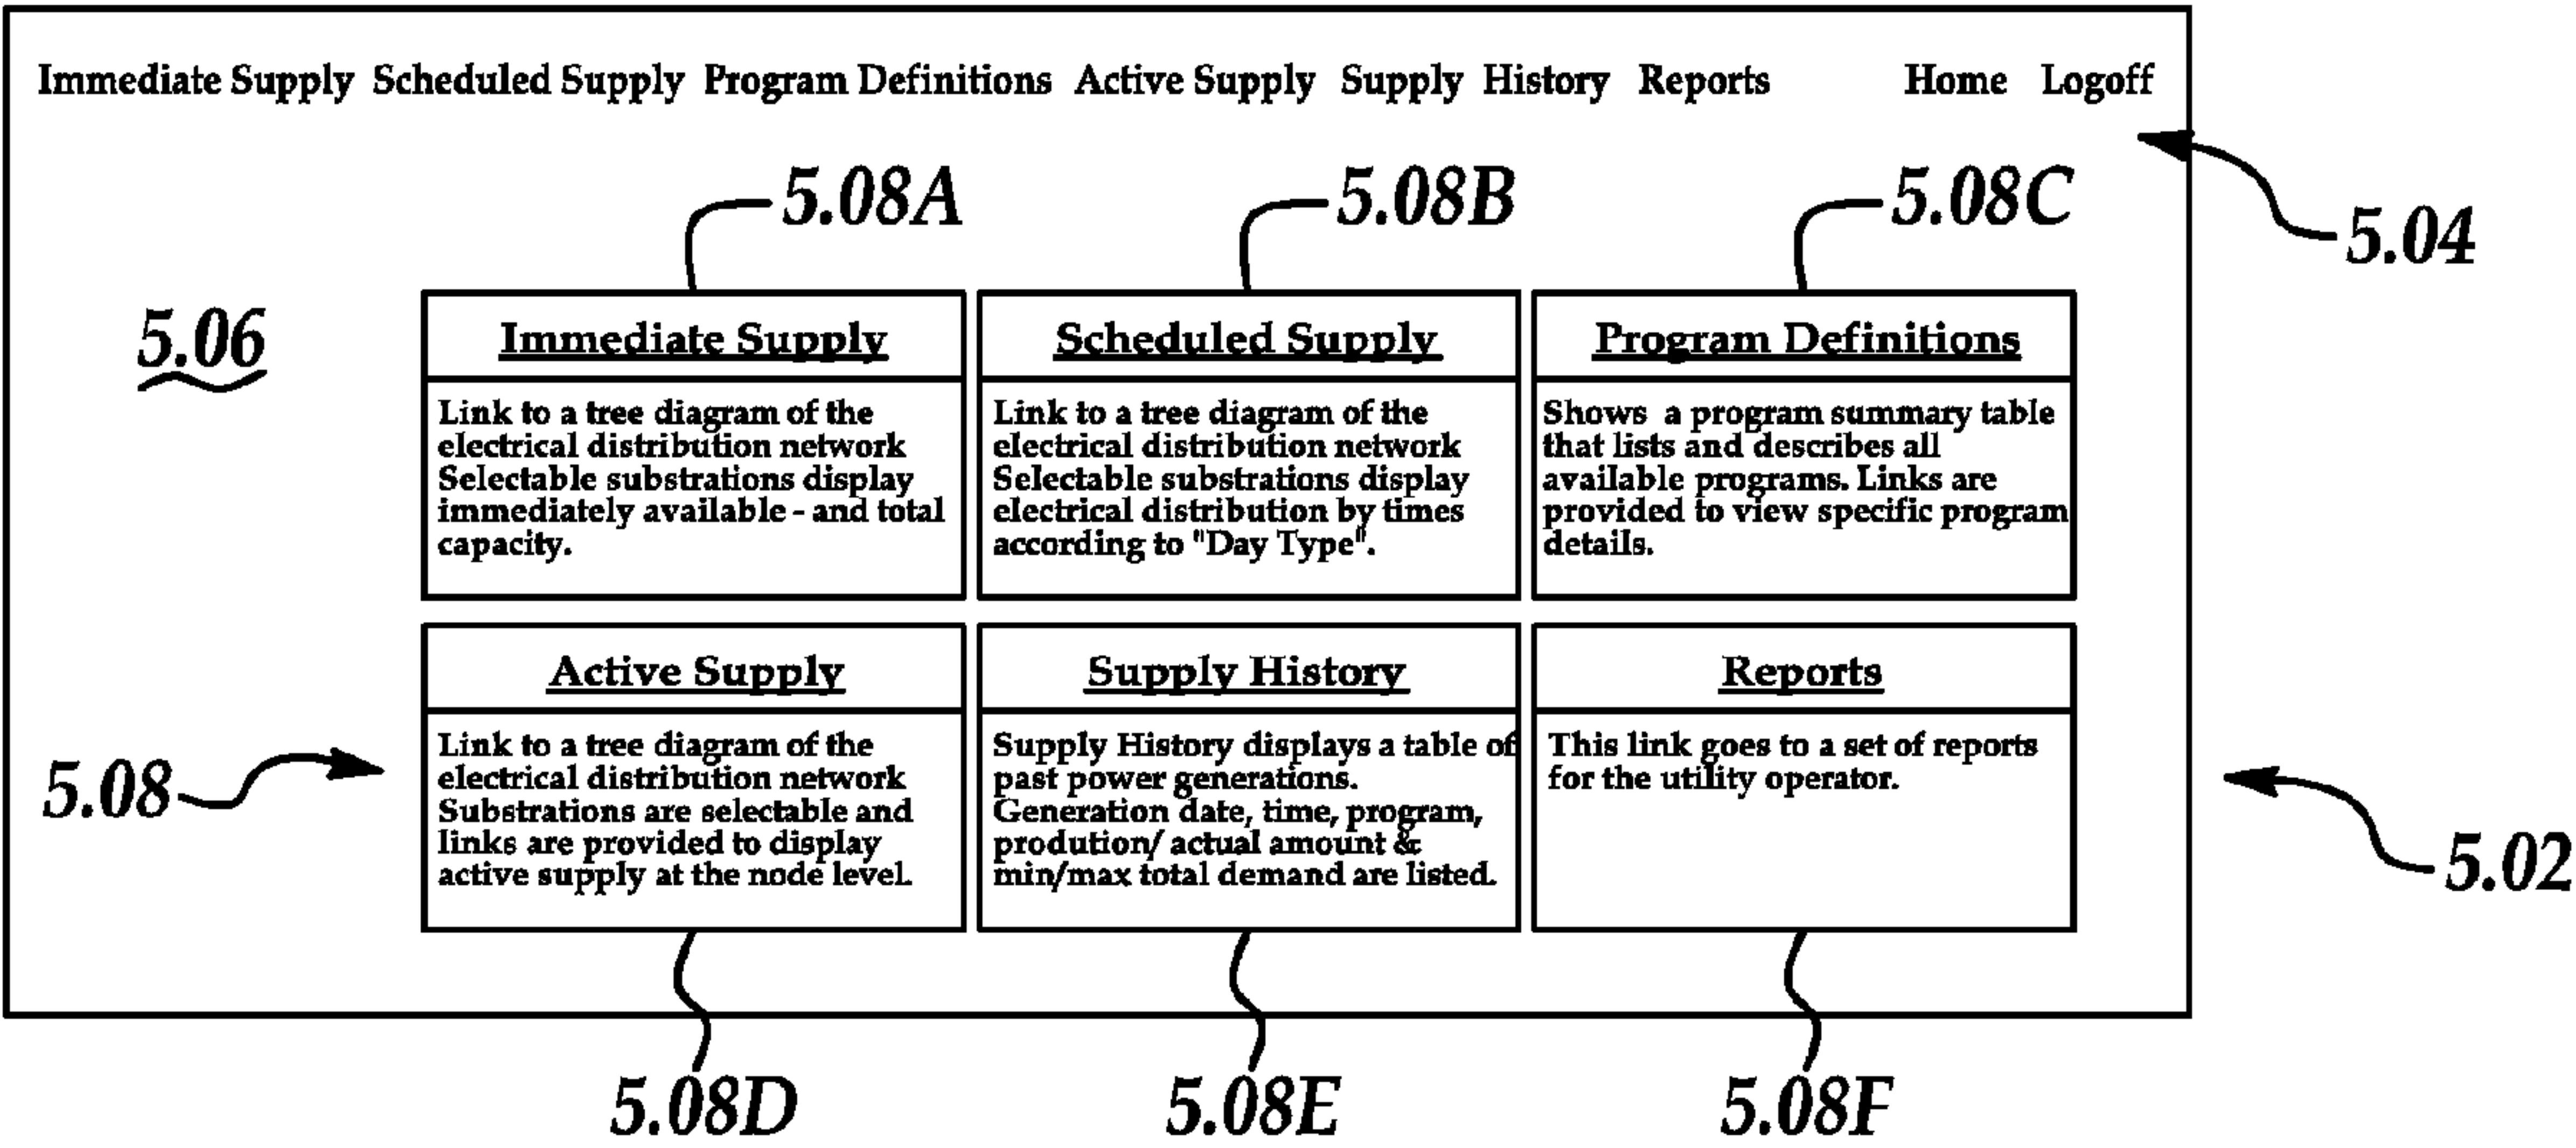 Immediate Supply Scheduled Supply Program Definitions Active Supply Supply History Reports Home Logoff
5.08A 5.08B 5.08C
5.04
5.06
Immediate Supply
Link to a tree diagram of the
electrical distribution network
Selectable substrations display
immediately available - and total
capacity.
Scheduled Supply
Link to a tree diagram of the
electrical distribution network
Selectable substrations display
electrical distribution by times
according to "Day Type".
Program Definitions
Shows a program summary table
that lists and describes all
available programs. Links are
provided to view specific program
details.
5.08
Active Supply
Link to a tree diagram of the
electrical distribution network
Substrations are selectable and
links are provided to display
active supply at the node level.
Supply History
Supply History displays a table of
past power generations.
Generation date, time, program,
prodution/ actual amount &
min/max total demand are listed.
Reports
This link goes to a set of reports
for the utility operator.
5.02
5.08D 5.08E 5.08F